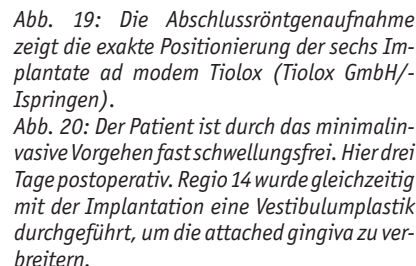 Abb. 19: Die Abschlussröntgenaufnahme
zeigt die exakte Positionierung der sechs Im-
plantate ad modem Tiolox (Tiolox GmbH/-
Ispringen).
Abb. 20: Der Patient ist durch das minimalin-
vasive Vorgehen fast schwellungsfrei. Hier drei
Tage postoperativ. Regio 14 wurde gleichzeitig
mit der Implantation eine Vestibulumplastik
durchgeführt, um die attached gingiva zu ver-
breitern.